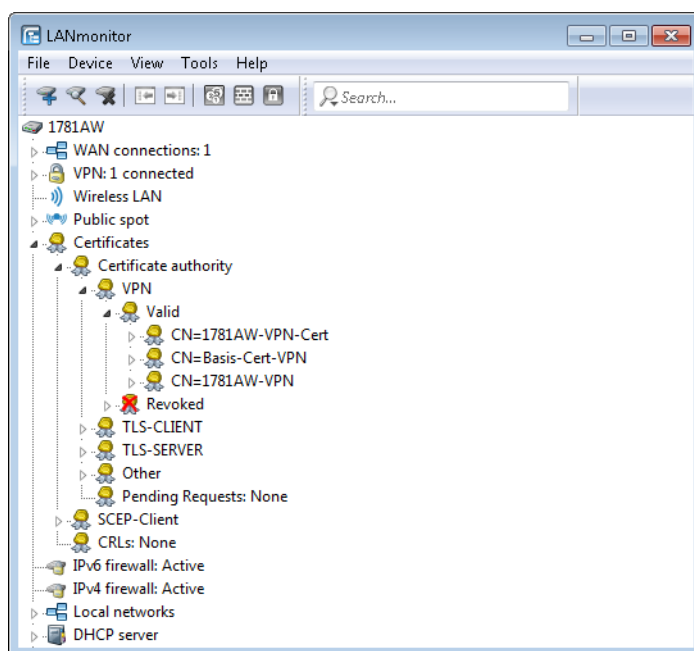 LANmonitor
File Device View Tools Help
Search...
1781AW
WAN connections: 1
VPN: 1 connected
Wireless LAN
Public spot
Certificates
Certificate authority
VPN
Valid
CN=1781AW-VPN-Cert
CN=Basis-Cert-VPN
CN=1781AW-VPN
Revoked
TLS-CLIENT
TLS-SERVER
Other
Pending Requests: None
SCEP-Client
CRLs: None
IPv6 firewall: Active
IPv4 firewall: Active
Local networks
DHCP server